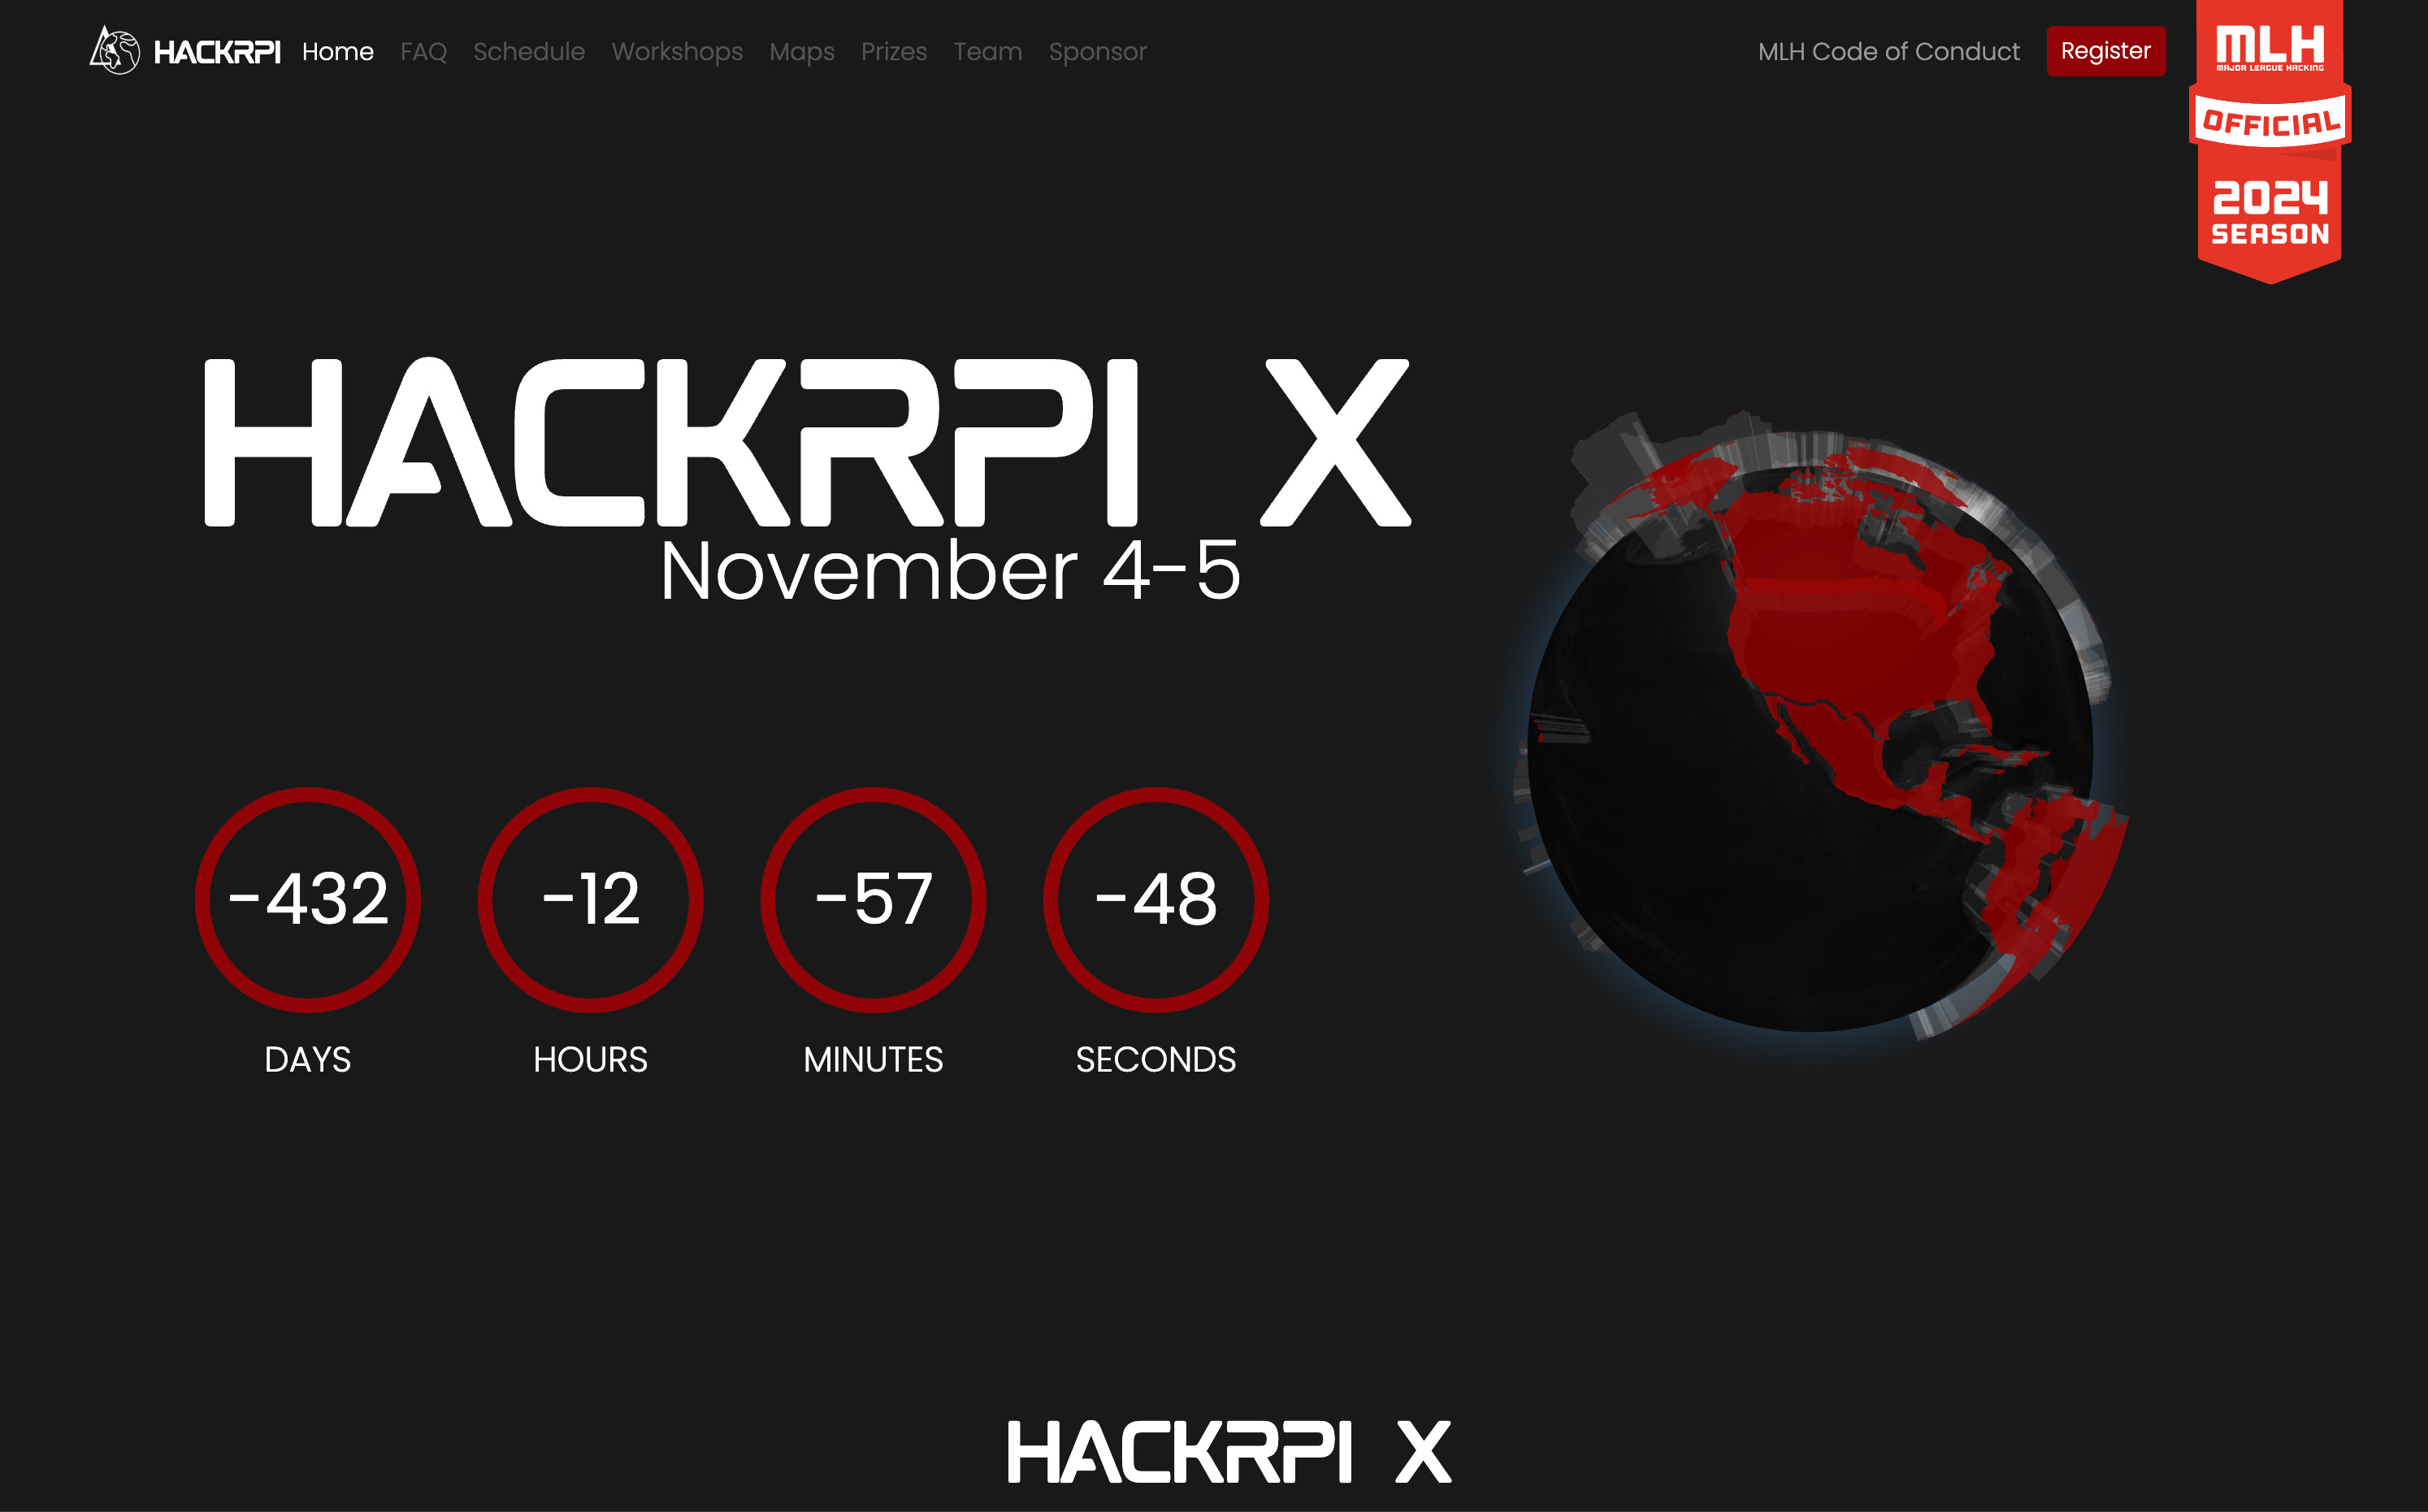 HACKRPI Home FAQ Schedule Workshops Maps Prizes Team Sponsor MLH Code of Conduct Register
MLH
MAJOR LEAGUE HACKING
OFFICIAL
2024
SEASON
HACKRPI X
November 4-5
-432 -12 -57 -48
DAYS HOURS MINUTES SECONDS
HACKRPI X